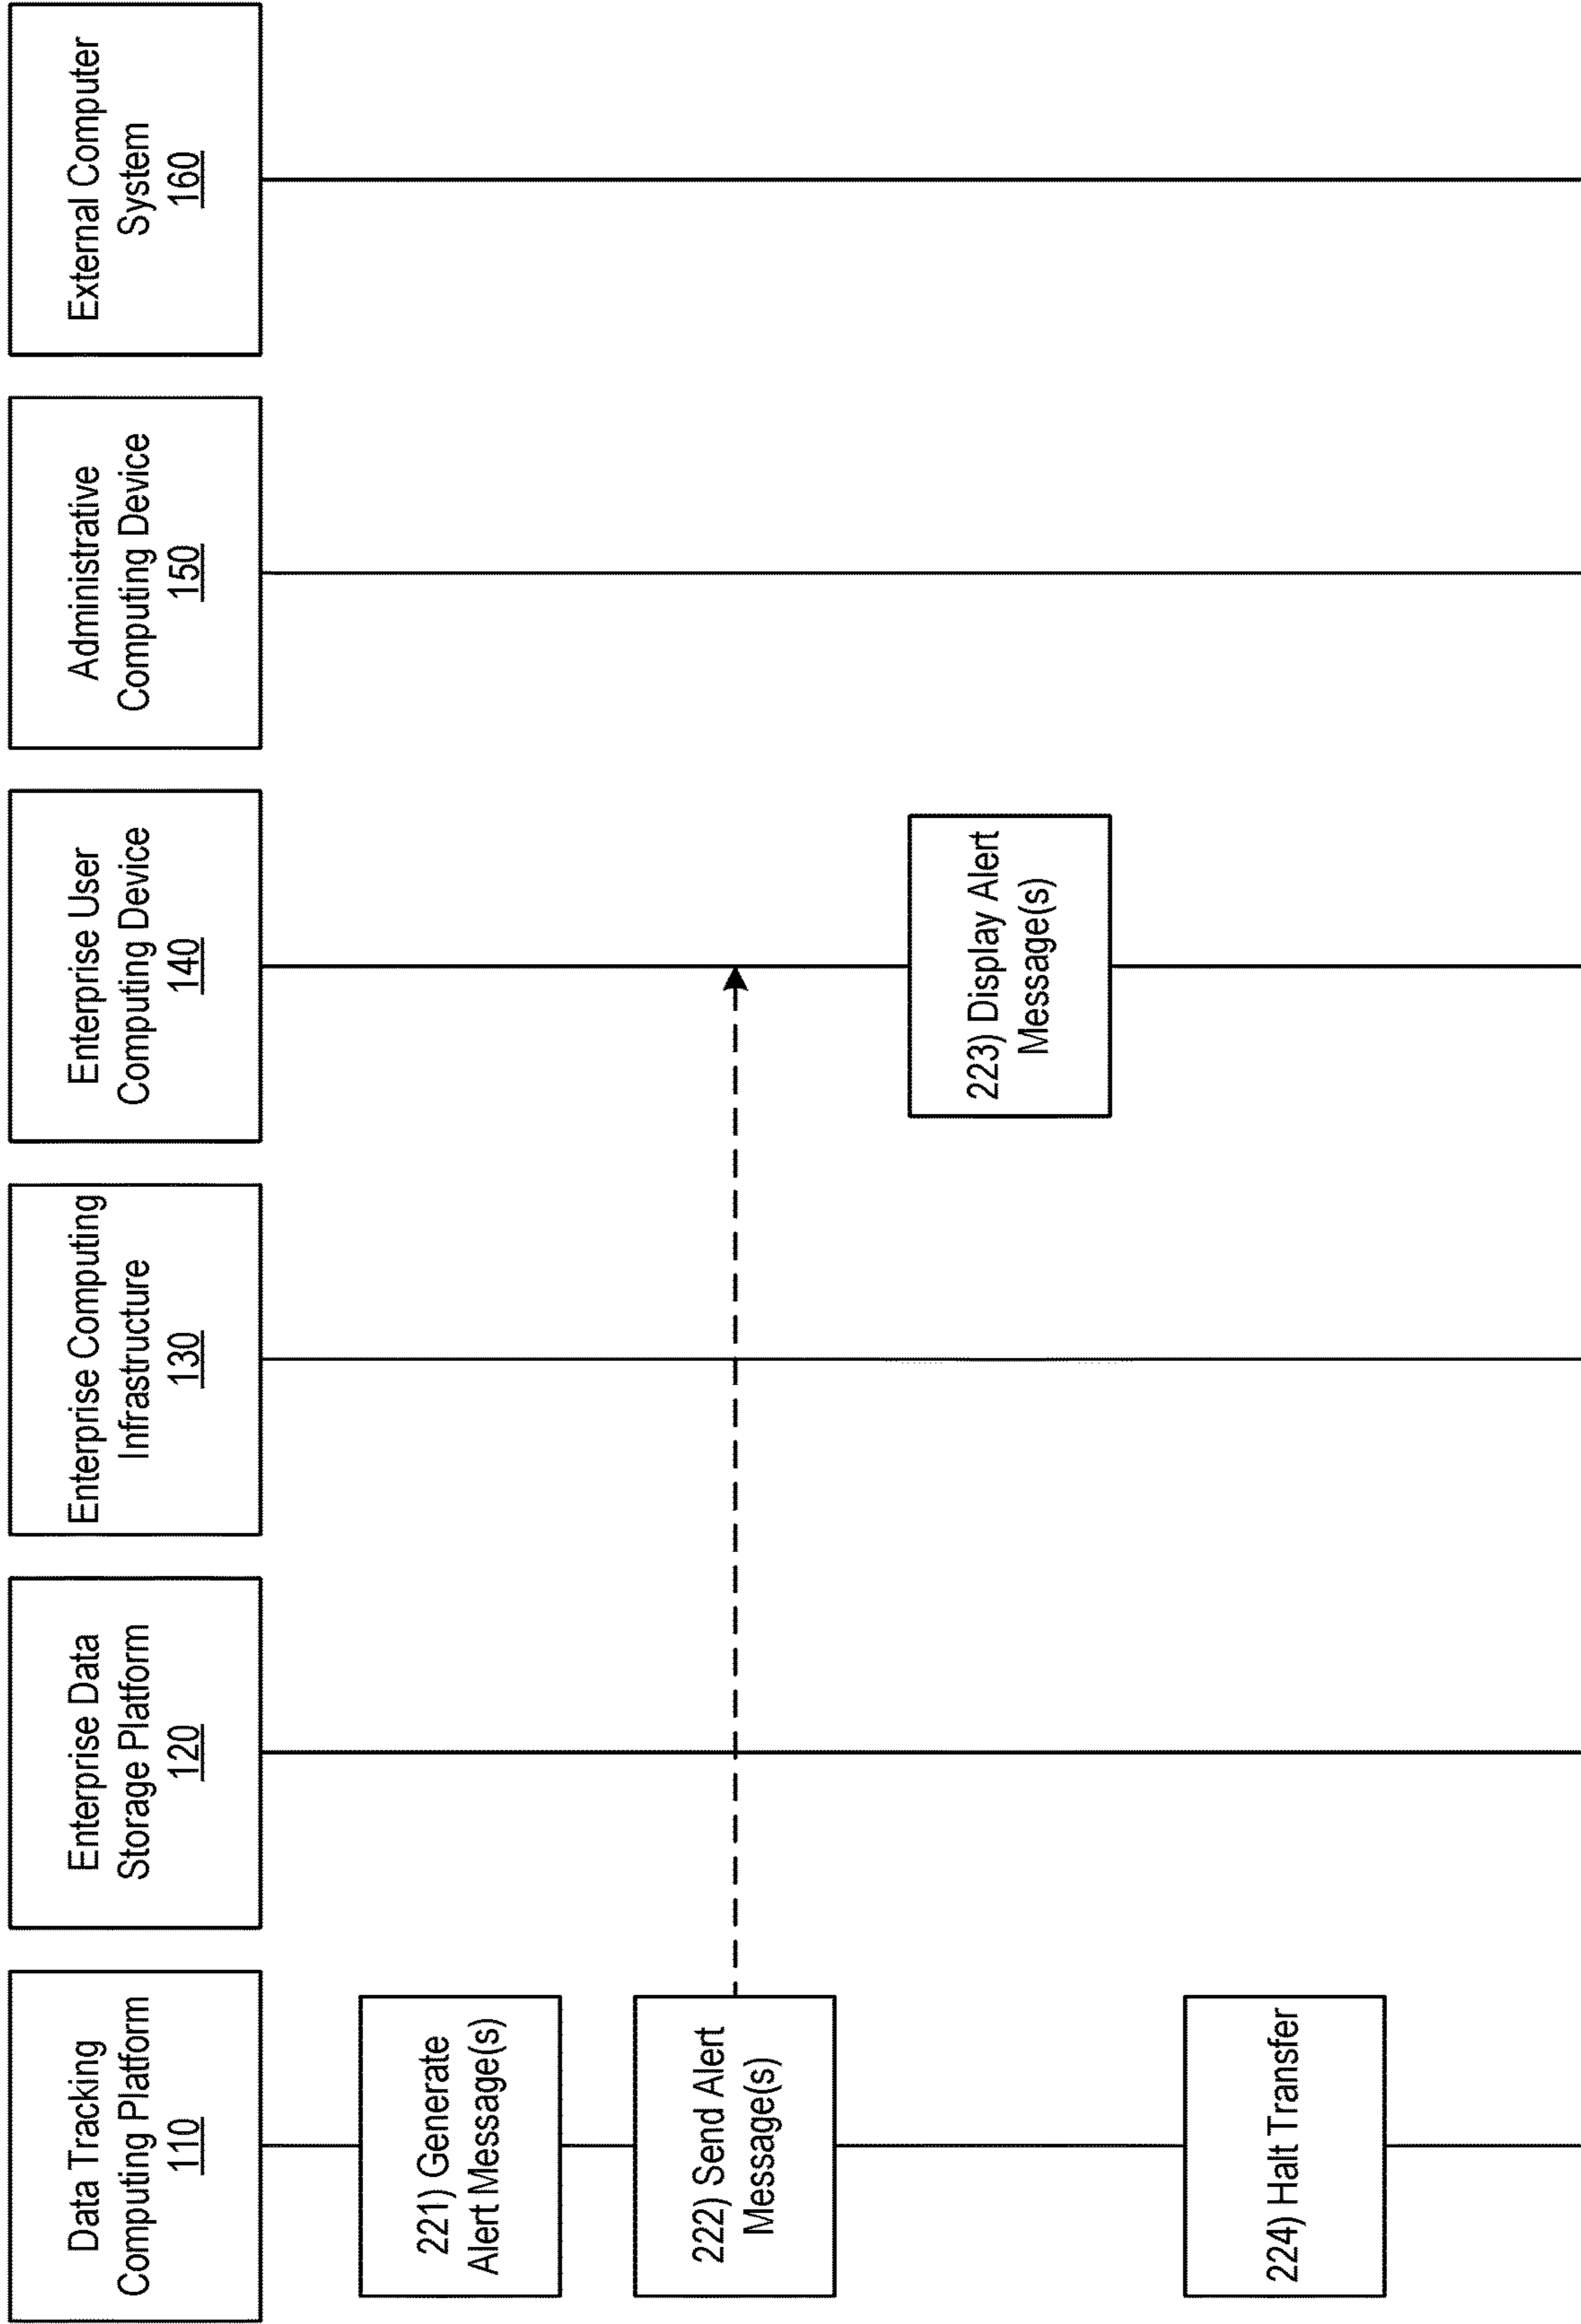 Data Tracking
Computing Platform
110
Enterprise Data
Storage Platform
120
Enterprise Computing
Infrastructure
130
Enterprise User
Computing Device
140
Administrative
Computing Device
150
External Computer
System
160
221) Generate
Alert Message(s)
222) Send Alert
Message(s)
223) Display Alert
Message(s)
224) Halt Transfer